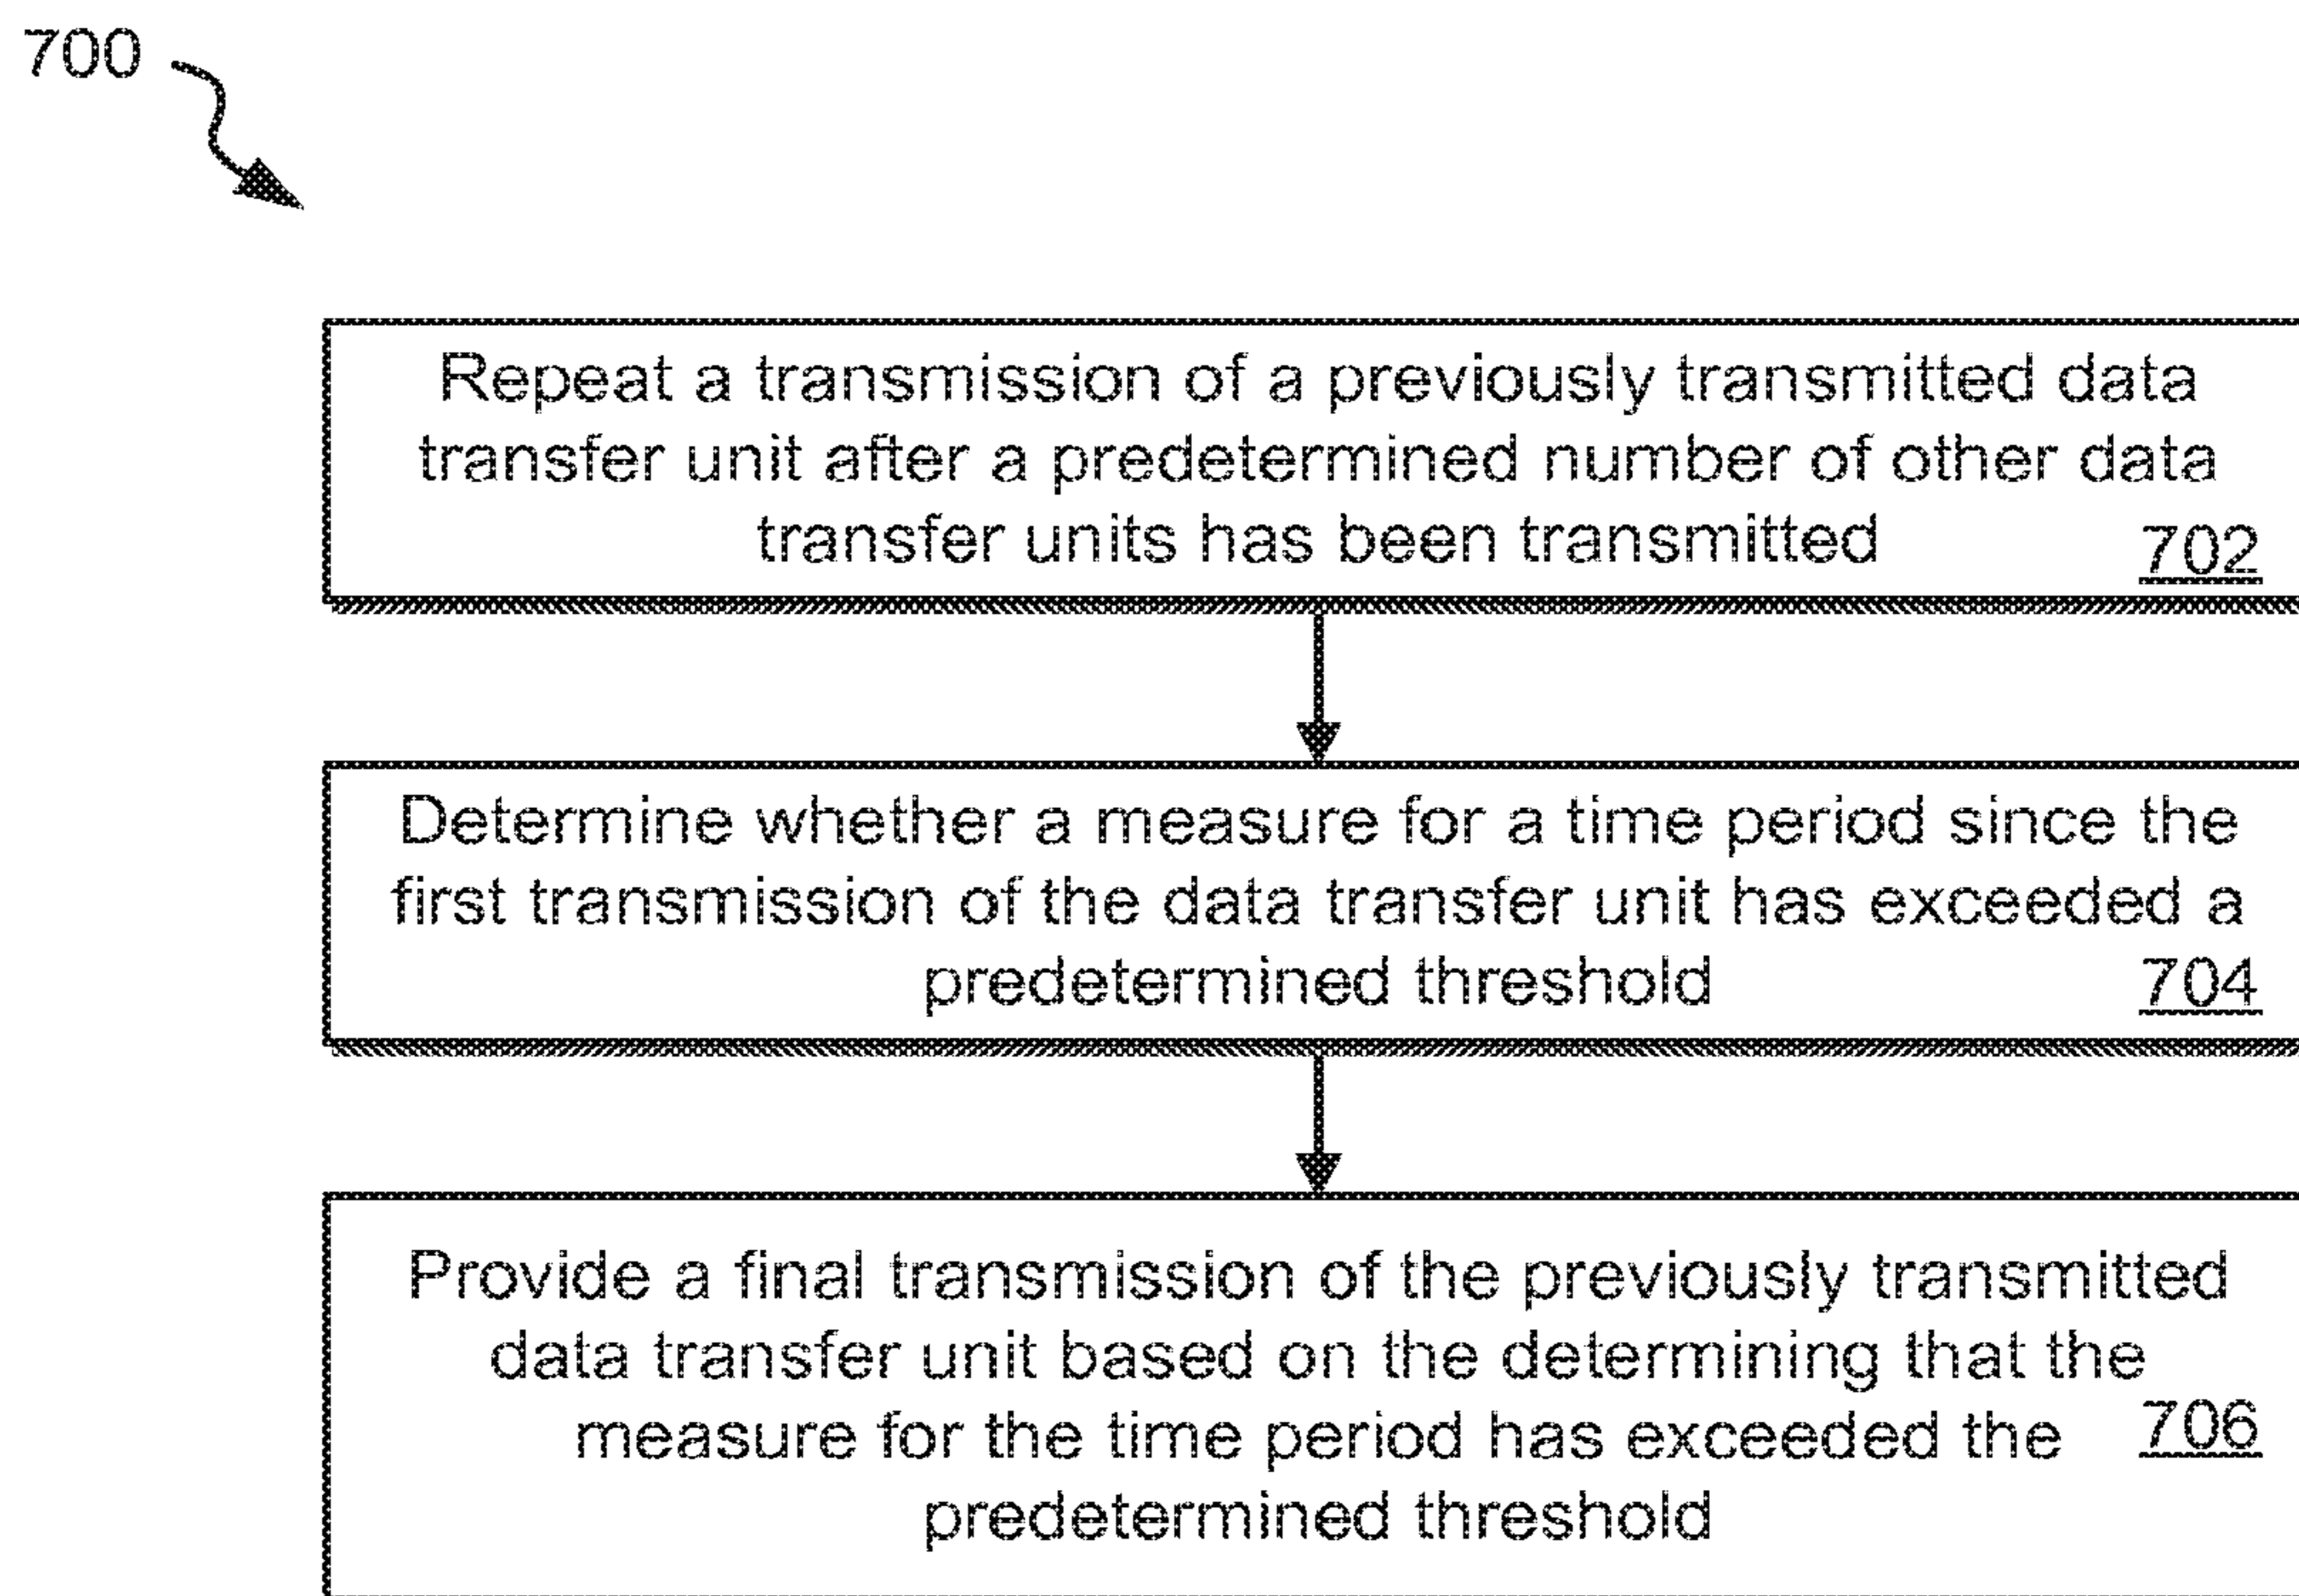 700
Repeat a transmission of a previously transmitted data
transfer unit after a predetermined number of other data
transfer units has been transmitted 702
Determine whether a measure for a time period since the
first transmission of the data transfer unit has exceeded a
predetermined threshold 704
Provide a final transmission of the previously transmitted
data transfer unit based on the determining that the
measure for the time period has exceeded the 706
predetermined threshold